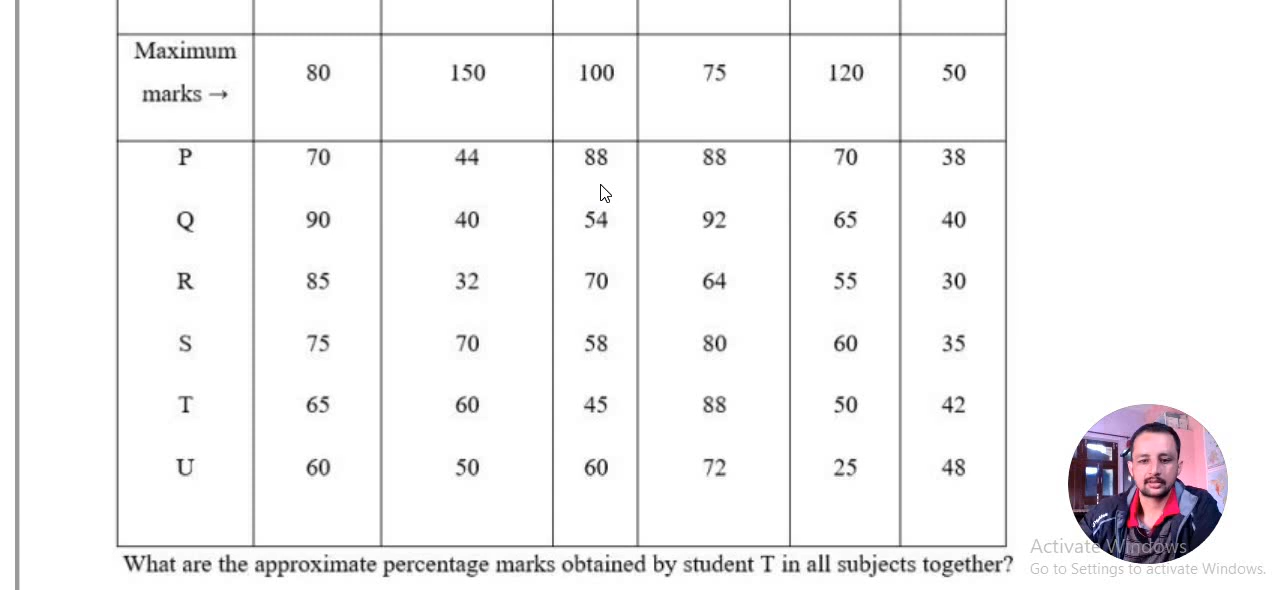 Maximum
marks → 80 150 100 75 120 50
P 70 44 88 88 70 38
Q 90 40 54 92 65 40
R 85 32 70 64 55 30
S 75 70 58 80 60 35
T 65 60 45 88 50 42
U 60 50 60 72 25 48
What are the approximate percentage marks obtained by student T in all subjects together?
Activate Windows
Go to Settings to activate Windows.